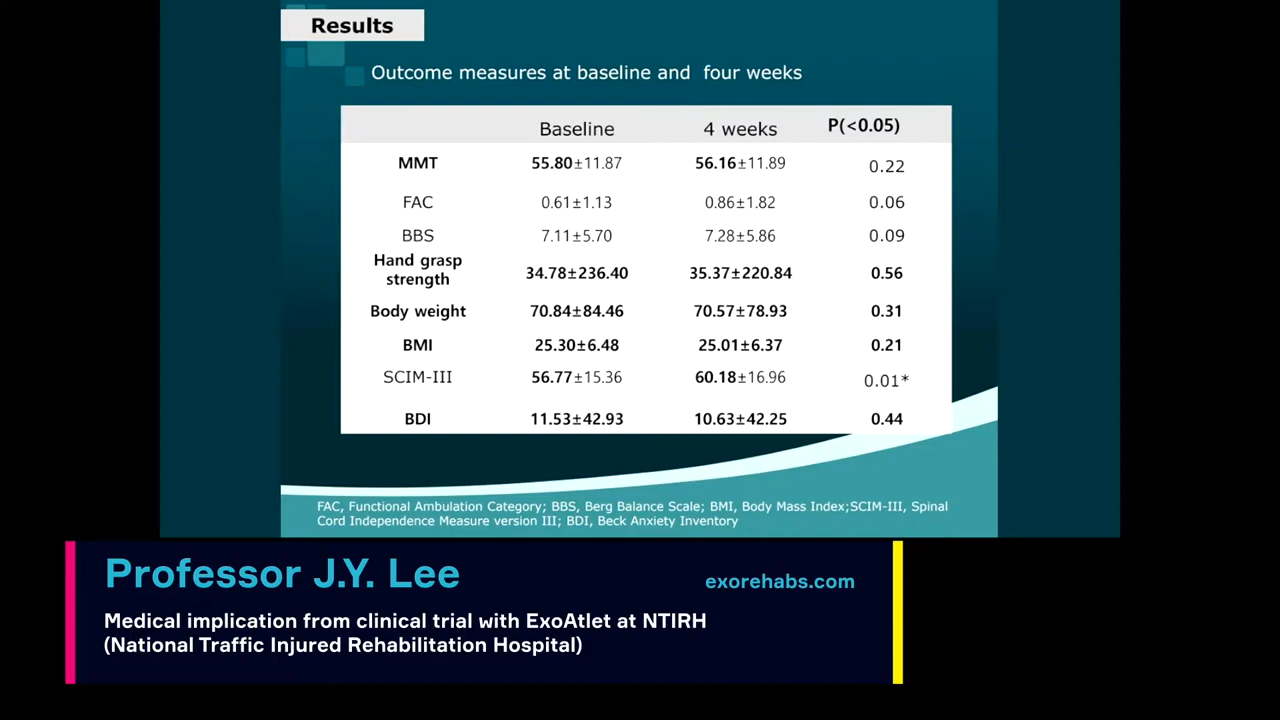 Results
Outcome measures at baseline and four weeks
Baseline 4 weeks P(<0.05)
MMT 55.80±11.87 56.16±11.89 0.22
FAC 0.61±1.13 0.86±1.82 0.06
BBS 7.11±5.70 7.28±5.86 0.09
Hand grasp
strength 34.78±236.40 35.37±220.84 0.56
Body weight 70.84±84.46 70.57±78.93 0.31
BMI 25.30±6.48 25.01±6.37 0.21
SCIM-III 56.77±15.36 60.18±16.96 0.01*
BDI 11.53±42.93 10.63±42.25 0.44
FAC, Functional Ambulation Category; BBS, Berg Balance Scale; BMI, Body Mass Index;SCIM-III, Spinal
Cord Independence Measure version III; BDI, Beck Anxiety Inventory
Professor J.Y. Lee
exorehabs.com
Medical implication from clinical trial with ExoAtlet at NTIRH
(National Traffic Injured Rehabilitation Hospital)